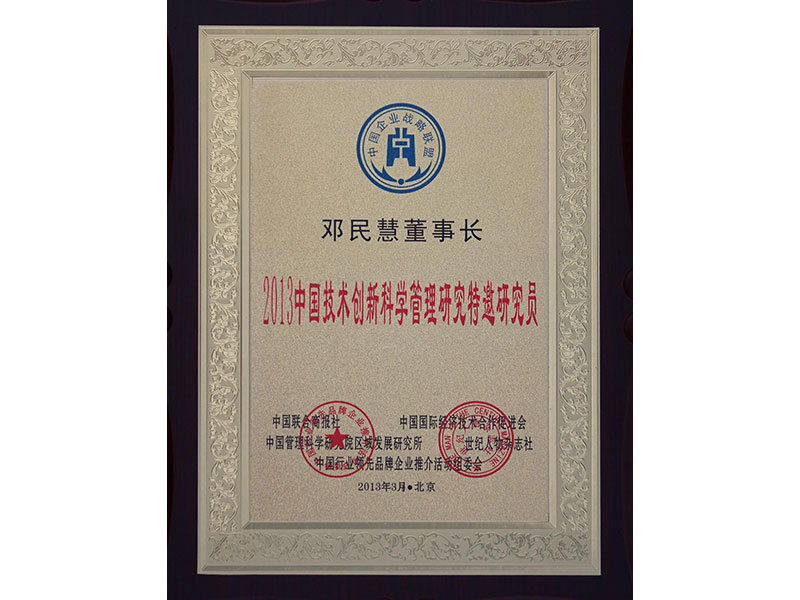 中国企业战略联盟
邓民慧董事长
2013中国技术创新科学管理研究特邀研究员
中国联合商报社 中国国际经济技术合作促进会
中国管理科学研究院区域发展研究所 世纪人物杂志社
中国行业领先品牌企业推介活动组委会
2013年3月●北京